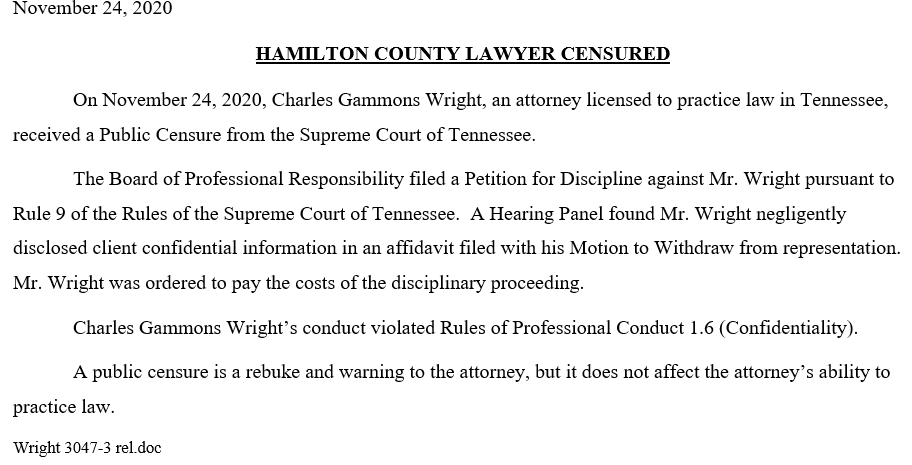 November 24, 2020
HAMILTON COUNTY LAWYER CENSURED
On November 24, 2020, Charles Gammons Wright, an attorney licensed to practice law in Tennessee,
received a Public Censure from the Supreme Court of Tennessee.
The Board of Professional Responsibility filed a Petition for Discipline against Mr. Wright pursuant to
Rule 9 of the Rules of the Supreme Court of Tennessee.  A Hearing Panel found Mr. Wright negligently
disclosed client confidential information in an affidavit filed with his Motion to Withdraw from representation.
Mr. Wright was ordered to pay the costs of the disciplinary proceeding.
Charles Gammons Wright’s conduct violated Rules of Professional Conduct 1.6 (Confidentiality).
A public censure is a rebuke and warning to the attorney, but it does not affect the attorney’s ability to
practice law.
Wright 3047-3 rel.doc